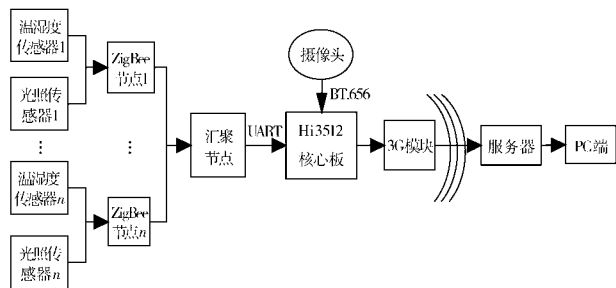 温湿度
传感器1
光照传
感器1
⋮
温湿度
传感器n
光照传
感器n
ZigBee
节点1
⋮
ZigBee
节点n
汇聚
节点
UART
摄像头
BT.656
Hi3512
核心板
3G模块
服务器
PC端